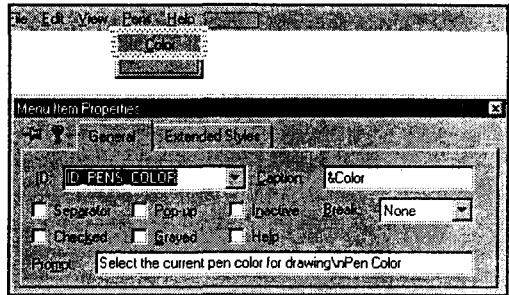 File Edit View Pens Help
Color
Menu Item Properties
General Extended Styles
ID: ID_PENS_COLOR Caption: &Color
Separator Pop-up Inactive Break: None
Checked Grayed Help
Prompt: Select the current pen color for drawing\nPen Color